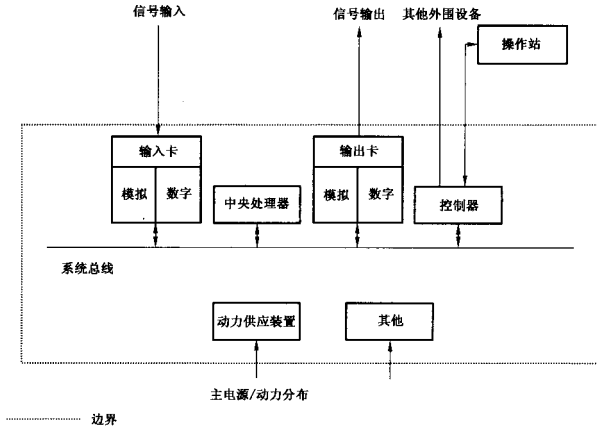 信号输入
信号输出
其他外围设备
操作站
输入卡
模拟
数字
中央处理器
输出卡
模拟
数字
控制器
系统总线
动力供应装置
其他
主电源/动力分布
边界